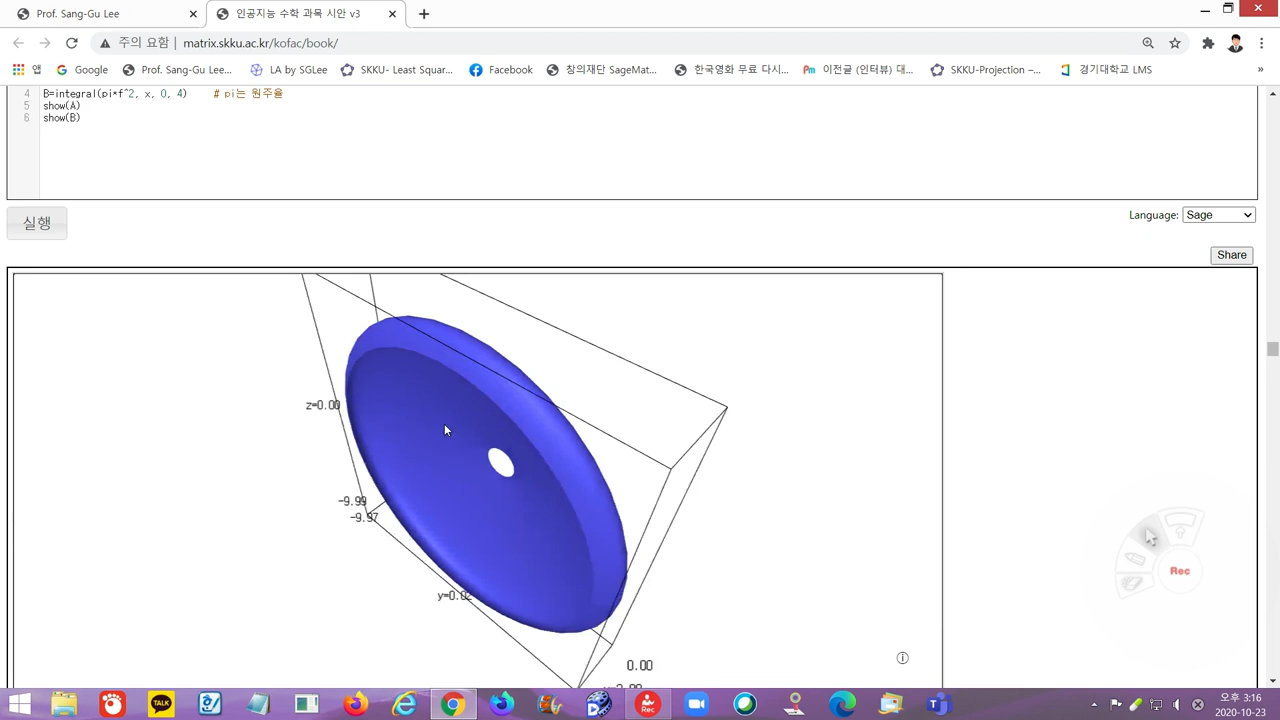 Prof. Sang-Gu Lee
인공지능 수학 과목 시안 v3
주의 요함 | matrix.skku.ac.kr/kofac/book/
앱 Google Prof. Sang-Gu Lee... LA by SGLee SKKU- Least Squar... Facebook 창의재단 SageMat... 한국영화 무료 다시... 이전글 (인터뷰) 대... SKKU-Projection –... 경기대학교 LMS »
4 B=integral(pi*f^2, x, 0, 4) # pi는 원주율
5 show(A)
6 show(B)
실행
Language: Sage
Share
z=0.00
-9.99
-9.97
y=0.02
0.00
Rec
TALK
Rec
오후 3:16
2020-10-23